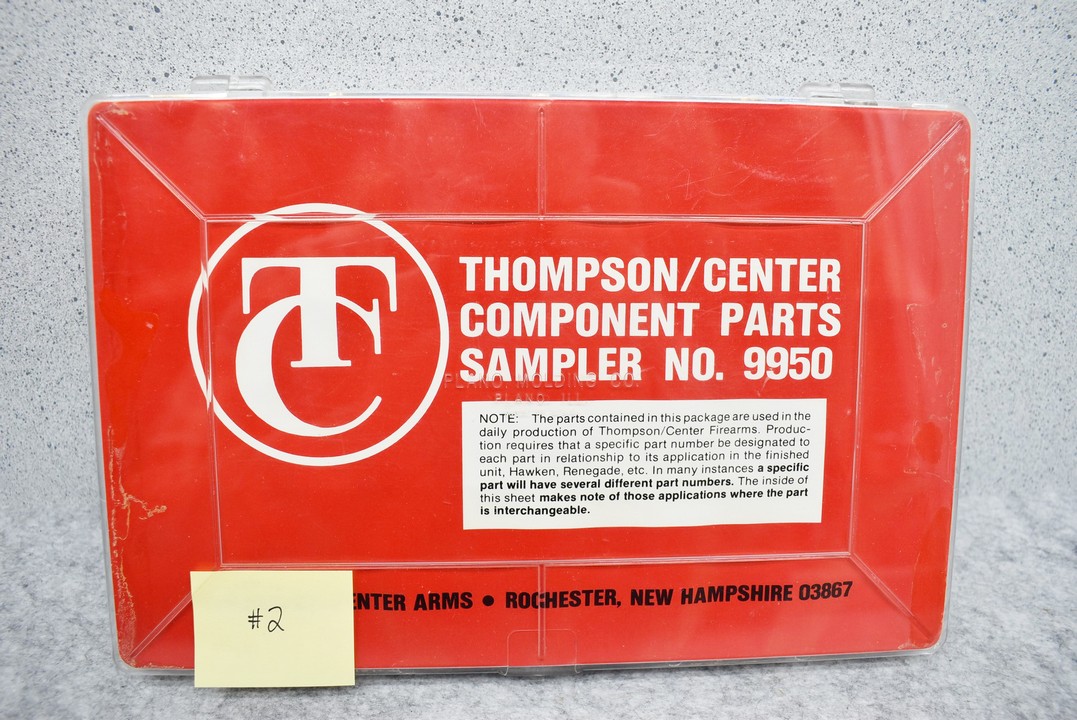 TC
THOMPSON/CENTER
COMPONENT PARTS
SAMPLER NO. 9950
PLANO MOLDING CO.
PLANO, ILL
NOTE: The parts contained in this package are used in the
daily production of Thompson/Center Firearms. Produc-
tion requires that a specific part number be designated to
each part in relationship to its application in the finished
unit, Hawken, Renegade, etc. In many instances a specific
part will have several different part numbers. The inside of
this sheet makes note of those applications where the part
is interchangeable.
ENTER ARMS ● ROCHESTER, NEW HAMPSHIRE 03867
#2